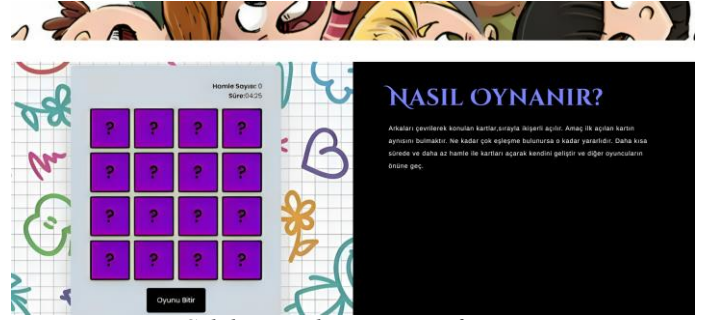 Hamle Sayısı: 0
Süre:04:25
? ? ? ?
? ? ? ?
? ? ? ?
? ? ? ?
Oyunu Bitir
NASIL OYNANIR?
Arkaları çevrilerek konulan kartlar,sırayla ikişerli açılır. Amaç ilk açılan kartın
aynısını bulmaktır. Ne kadar çok eşleşme bulunursa o kadar yararlıdır. Daha kısa
sürede ve daha az hamle ile kartları açarak kendini geliştir ve diğer oyuncuların
önüne geç.